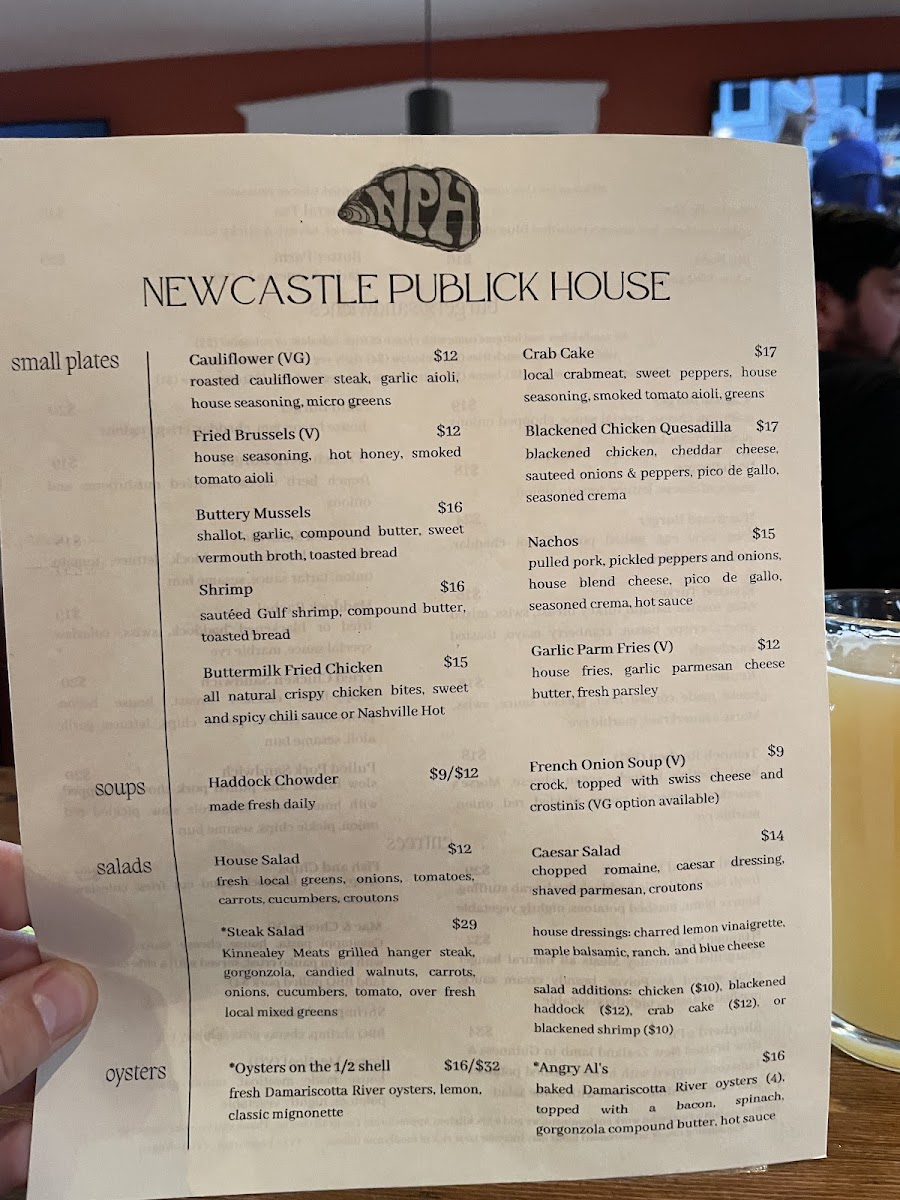 NPH
NEWCASTLE PUBLICK HOUSE
small plates
Cauliflower (VG) $12
roasted cauliflower steak, garlic aioli,
house seasoning, micro greens
Fried Brussels (V) $12
house seasoning, hot honey, smoked
tomato aioli
Buttery Mussels $16
shallot, garlic, compound butter, sweet
vermouth broth, toasted bread
Shrimp $16
sautéed Gulf shrimp, compound butter,
toasted bread
Buttermilk Fried Chicken $15
all natural crispy chicken bites, sweet
and spicy chili sauce or Nashville Hot
Crab Cake $17
local crabmeat, sweet peppers, house
seasoning, smoked tomato aioli, greens
Blackened Chicken Quesadilla $17
blackened chicken, cheddar cheese,
sauteed onions & peppers, pico de gallo,
seasoned crema
Nachos $15
pulled pork, pickled peppers and onions,
house blend cheese, pico de gallo,
seasoned crema, hot sauce
Garlic Parm Fries (V) $12
house fries, garlic parmesan cheese
butter, fresh parsley
soups
Haddock Chowder $9/$12
made fresh daily
French Onion Soup (V) $9
crock, topped with swiss cheese and
crostinis (VG option available)
salads
House Salad $12
fresh local greens, onions, tomatoes,
carrots, cucumbers, croutons
*Steak Salad $29
Kinnealey Meats grilled hanger steak,
gorgonzola, candied walnuts, carrots,
onions, cucumbers, tomato, over fresh
local mixed greens
Caesar Salad $14
chopped romaine, caesar dressing,
shaved parmesan, croutons
house dressings: charred lemon vinaigrette,
maple balsamic, ranch, and blue cheese
salad additions: chicken ($10), blackened
haddock ($12), crab cake ($12), or
blackened shrimp ($10)
oysters
*Oysters on the 1/2 shell $16/$32
fresh Damariscotta River oysters, lemon,
classic mignonette
*Angry Al's $16
baked Damariscotta River oysters (4),
topped with a bacon, spinach,
gorgonzola compound butter, hot sauce